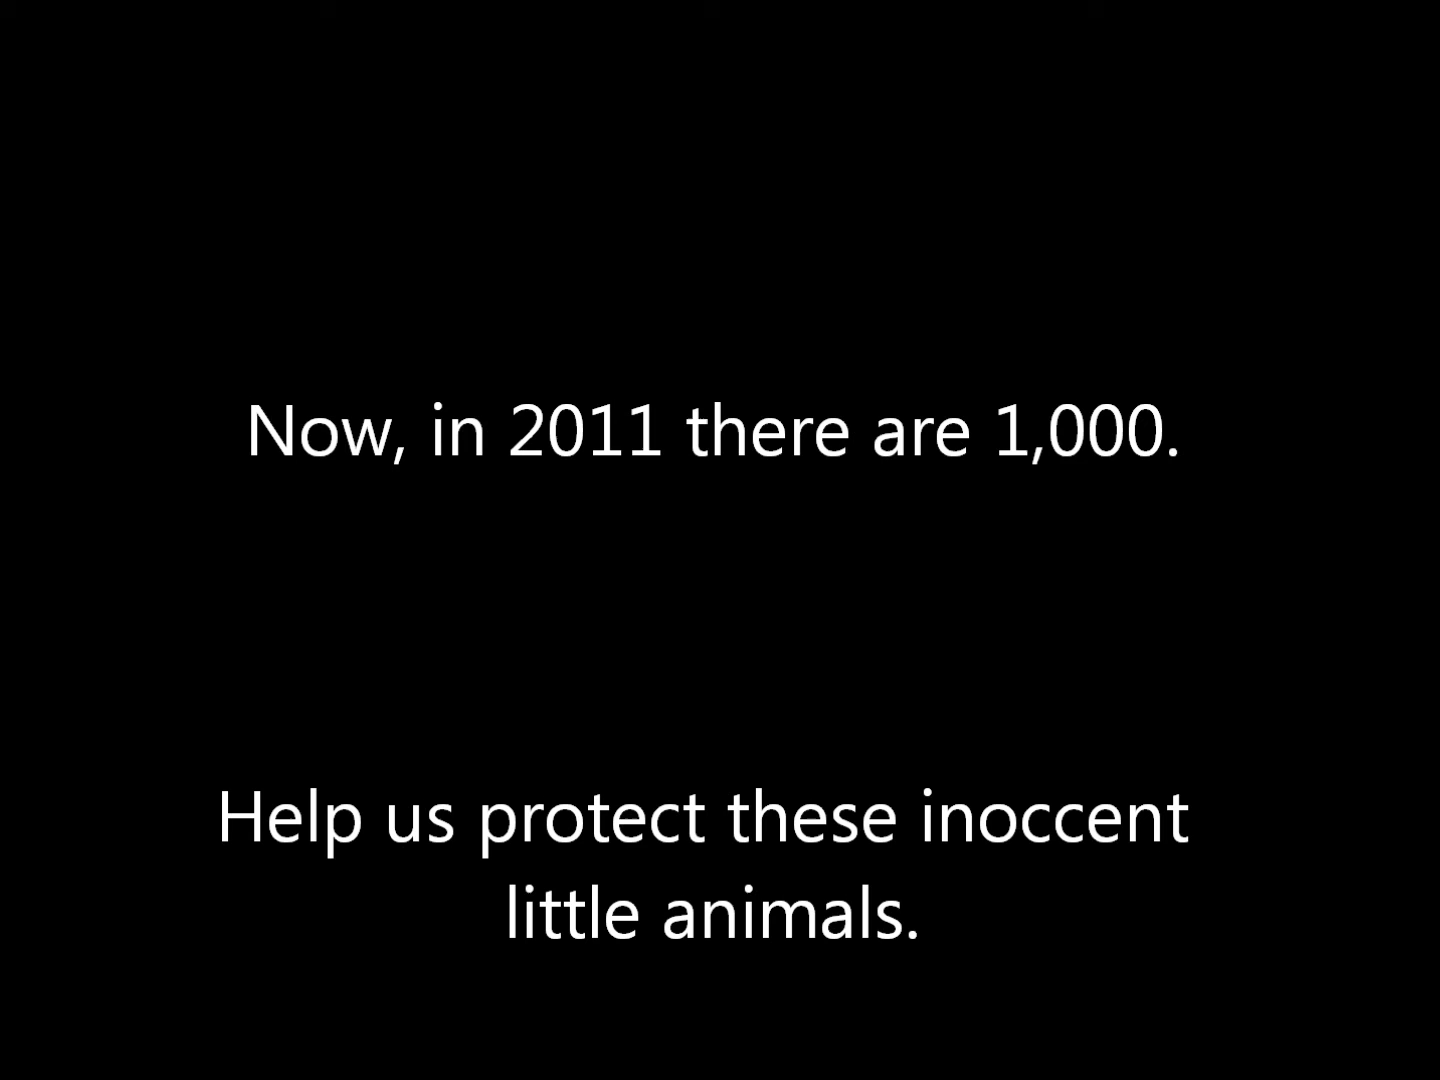 Now, in 2011 there are 1,000.
Help us protect these inoccent
little animals.